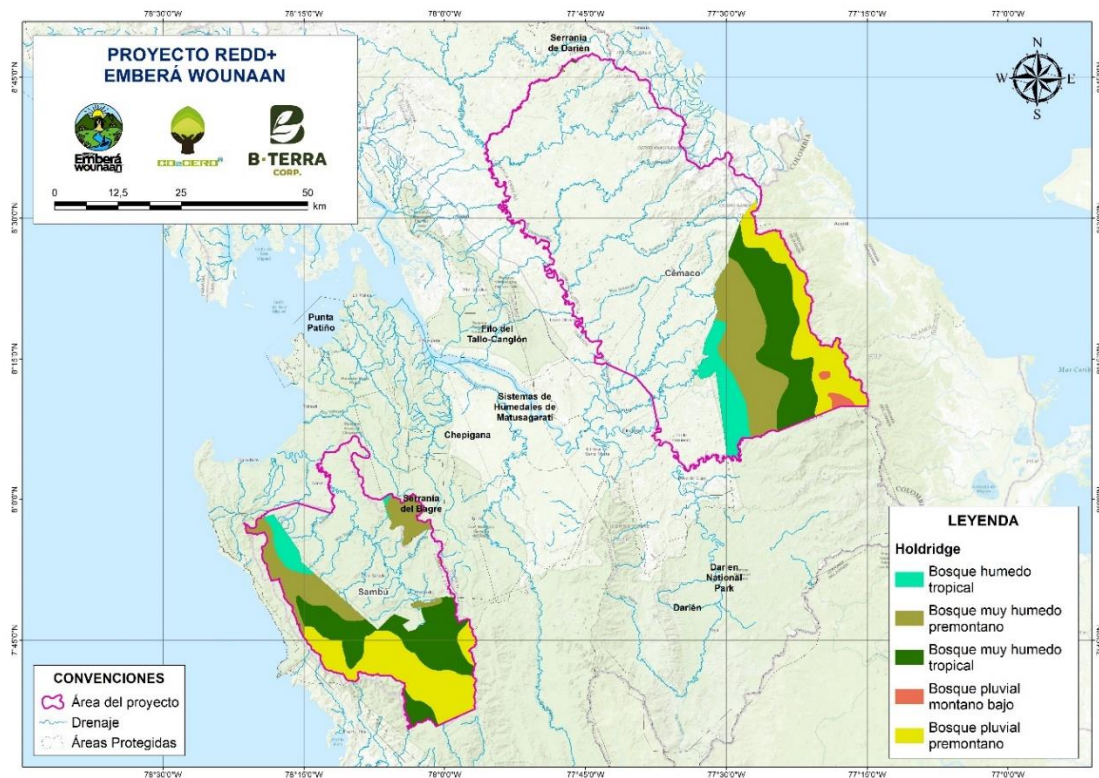 78°30'0"W
78°15'0"W
78°0'0"W
77°45'0"W
77°30'0"W
77°15'0"W
77°0'0"W
PROYECTO REDD+
EMBERÁ WOUNAAN
Emberá
wounaan
CO2CERO
B·TERRA
CORP.
0 12,5 25 50
km
N
W E
S
Serranía
de Darién
8°45'0"N
8°30'0"N
COLOMBIA
Cémaco
Punta
Patiño
Filo del
Tallo-Canglón
8°15'0"N
Sistemas de
Humedales de
Matusagaratí
Mar Caribe
Chepigana
8°0'0"N
Serranía
del Bagre
Sambú
Darien
National
Park
Darién
7°45'0"N
CONVENCIONES
Área del proyecto
Drenaje
Áreas Protegidas
LEYENDA
Holdridge
Bosque humedo
tropical
Bosque muy humedo
premontano
Bosque muy humedo
tropical
Bosque pluvial
montano bajo
Bosque pluvial
premontano
78°30'0"W
78°15'0"W
78°0'0"W
77°45'0"W
77°30'0"W
77°15'0"W
77°0'0"W